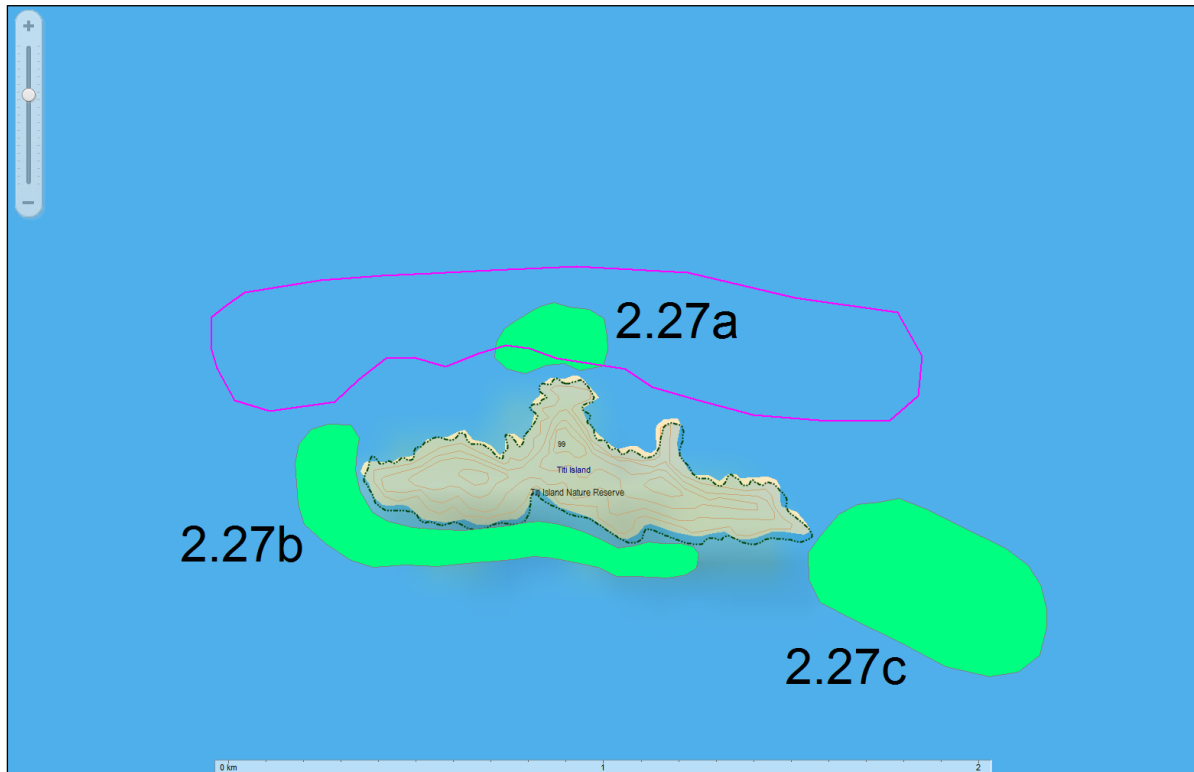 +
2.27a
99
Titi Island
Titi Island Nature Reserve
2.27b
2.27c
−
0 km
1
2